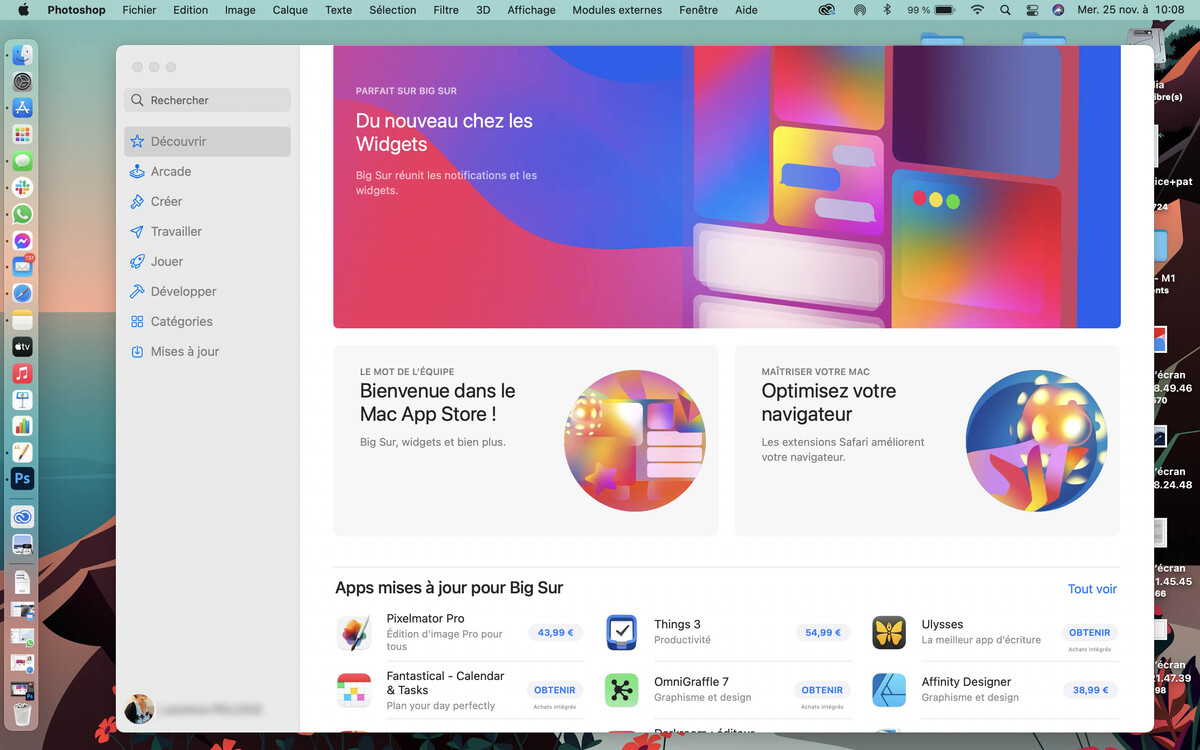 Photoshop Fichier Edition Image Calque Texte Sélection Filtre 3D Affichage Modules externes Fenêtre Aide 99 % Mer. 25 nov. à 10:08
Rechercher
Découvrir
Arcade
Créer
Travailler
Jouer
Développer
Catégories
Mises à jour
PARFAIT SUR BIG SUR
Du nouveau chez les
Widgets
Big Sur réunit les notifications et les
widgets.
LE MOT DE L'ÉQUIPE
Bienvenue dans le
Mac App Store !
Big Sur, widgets et bien plus.
MAÎTRISER VOTRE MAC
Optimisez votre
navigateur
Les extensions Safari améliorent
votre navigateur.
Apps mises à jour pour Big Sur
Tout voir
Pixelmator Pro
Édition d'image Pro pour
tous
43,99 €
Things 3
Productivité
54,99 €
Ulysses
La meilleur app d'écriture
OBTENIR
Achats intégrés
Fantastical - Calendar
& Tasks
Plan your day perfectly
OBTENIR
Achats intégrés
OmniGraffle 7
Graphisme et design
OBTENIR
Achats intégrés
Affinity Designer
Graphisme et design
38,99 €
tv
Ps
737
ibre(s)
ice+pat
724
- M1
nts
'écran
8.49.46
670
'écran
8.24.48
'écran
1.45.45
66
'écran
21.47.39
98